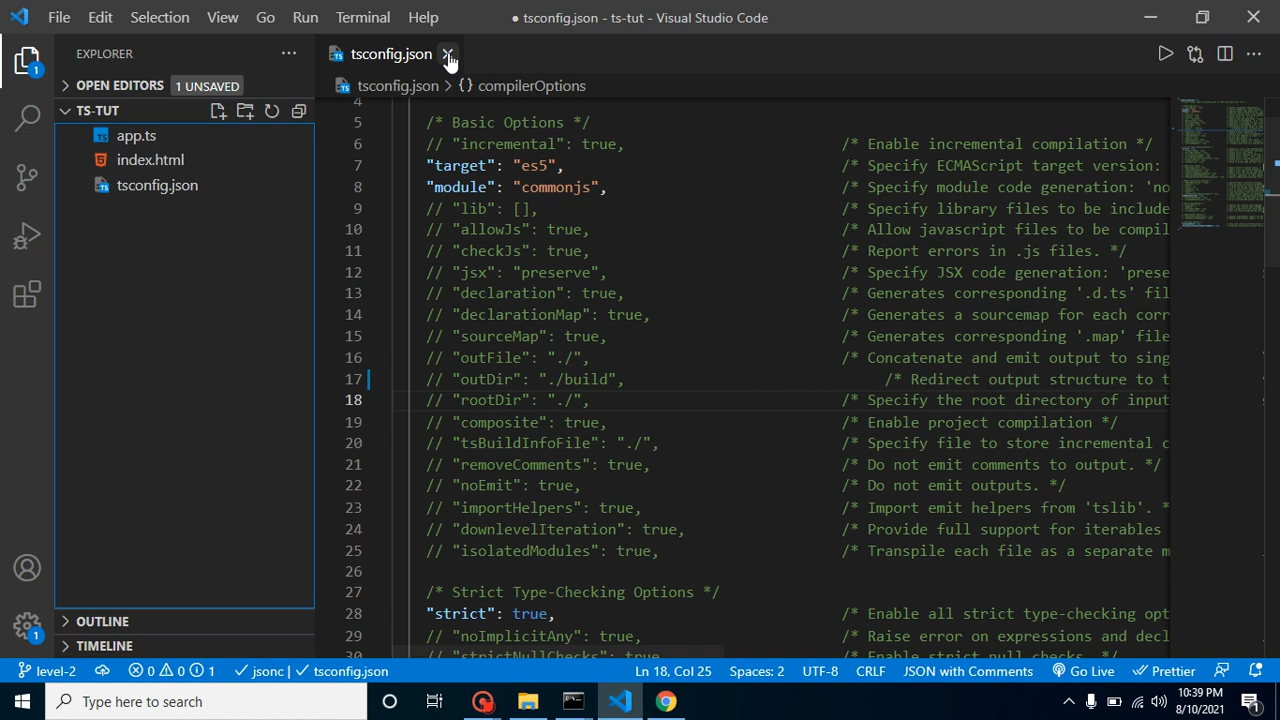 File Edit Selection View Go Run Terminal Help
● tsconfig.json - ts-tut - Visual Studio Code
EXPLORER
OPEN EDITORS 1 UNSAVED
TS-TUT
app.ts
index.html
tsconfig.json
OUTLINE
TIMELINE
1
1
tsconfig.json
tsconfig.json > {} compilerOptions
4
5 /* Basic Options */
6 // "incremental": true, /* Enable incremental compilation */
7 "target": "es5", /* Specify ECMAScript target version:
8 "module": "commonjs", /* Specify module code generation: 'no
9 // "lib": [], /* Specify library files to be include
10 // "allowJs": true, /* Allow javascript files to be compil
11 // "checkJs": true, /* Report errors in .js files. */
12 // "jsx": "preserve", /* Specify JSX code generation: 'prese
13 // "declaration": true, /* Generates corresponding '.d.ts' fil
14 // "declarationMap": true, /* Generates a sourcemap for each corr
15 // "sourceMap": true, /* Generates corresponding '.map' file
16 // "outFile": "./", /* Concatenate and emit output to sing
17 // "outDir": "./build", /* Redirect output structure to t
18 // "rootDir": "./", /* Specify the root directory of input
19 // "composite": true, /* Enable project compilation */
20 // "tsBuildInfoFile": "./", /* Specify file to store incremental c
21 // "removeComments": true, /* Do not emit comments to output. */
22 // "noEmit": true, /* Do not emit outputs. */
23 // "importHelpers": true, /* Import emit helpers from 'tslib'. *
24 // "downlevelIteration": true, /* Provide full support for iterables
25 // "isolatedModules": true, /* Transpile each file as a separate m
26
27 /* Strict Type-Checking Options */
28 "strict": true, /* Enable all strict type-checking opt
29 // "noImplicitAny": true, /* Raise error on expressions and decl
30 // "strictNullChecks": true, /* Enable strict null checks. */
level-2 0 0 1 jsonc | tsconfig.json Ln 18, Col 25 Spaces: 2 UTF-8 CRLF JSON with Comments Go Live Prettier
Type here to search
10:39 PM
8/10/2021
1